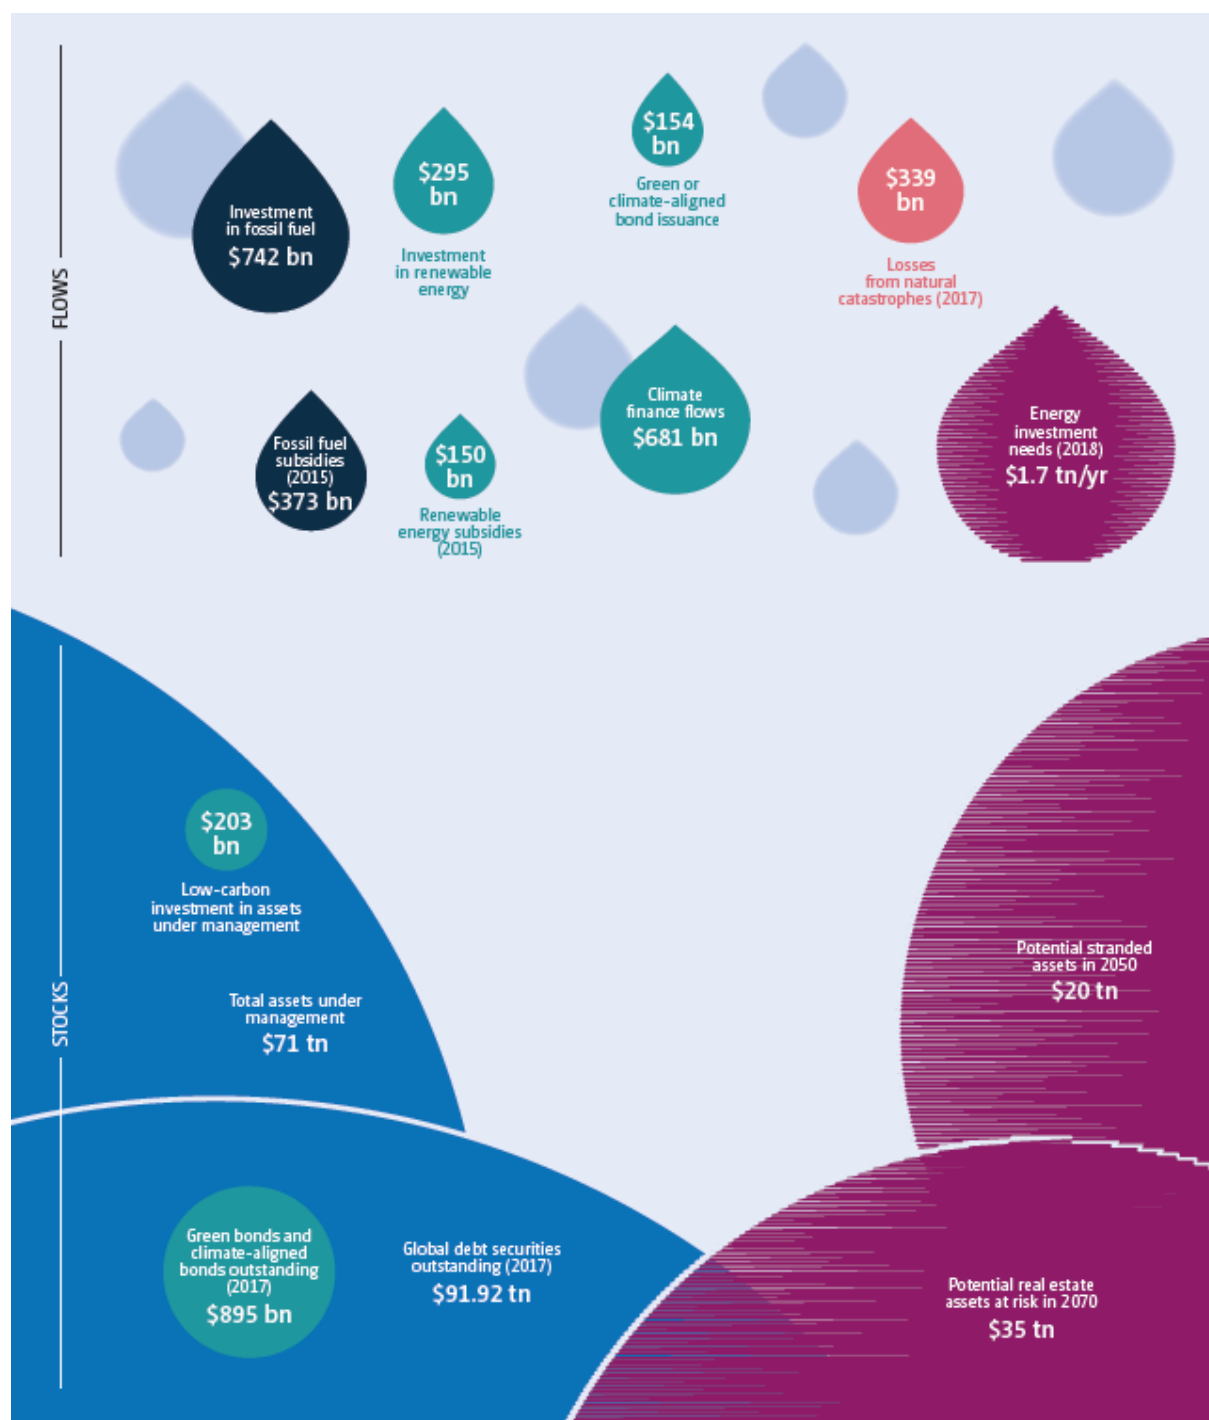 FLOWS
Investment
in fossil fuel
$742 bn
$295
bn
Investment
in renewable
energy
$154
bn
Green or
climate-aligned
bond issuance
$339
bn
Losses
from natural
catastrophes (2017)
Fossil fuel
subsidies
(2015)
$373 bn
$150
bn
Renewable
energy subsidies
(2015)
Climate
finance flows
$681 bn
Energy
investment
needs (2018)
$1.7 tn/yr
STOCKS
$203
bn
Low-carbon
investment in assets
under management
Total assets under
management
$71 tn
Potential stranded
assets in 2050
$20 tn
Green bonds and
climate-aligned
bonds outstanding
(2017)
$895 bn
Global debt securities
outstanding (2017)
$91.92 tn
Potential real estate
assets at risk in 2070
$35 tn